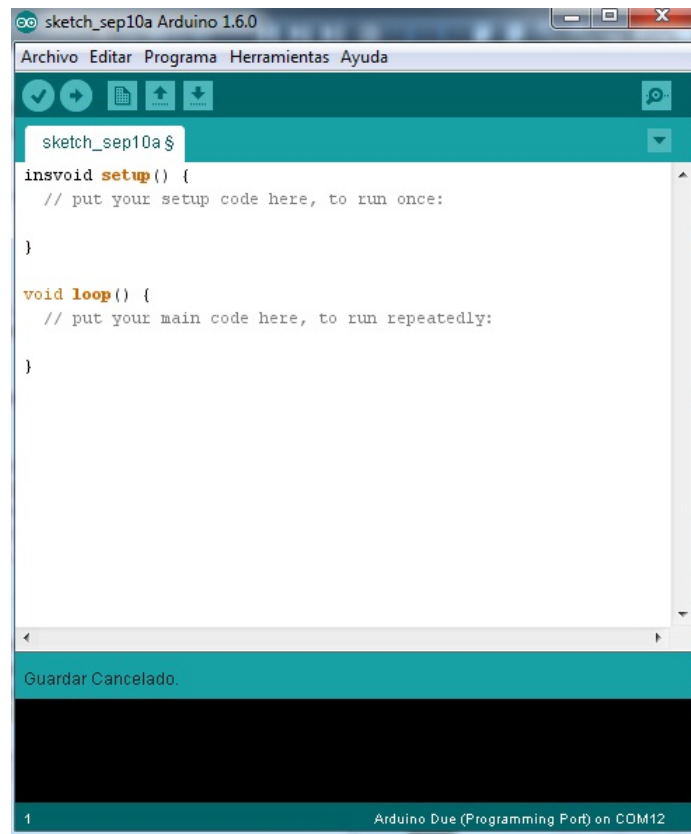 sketch_sep10a Arduino 1.6.0
Archivo Editar Programa Herramientas Ayuda
sketch_sep10a §
insvoid setup() {
  // put your setup code here, to run once:
}
void loop() {
  // put your main code here, to run repeatedly:
}
Guardar Cancelado.
1 Arduino Due (Programming Port) on COM12